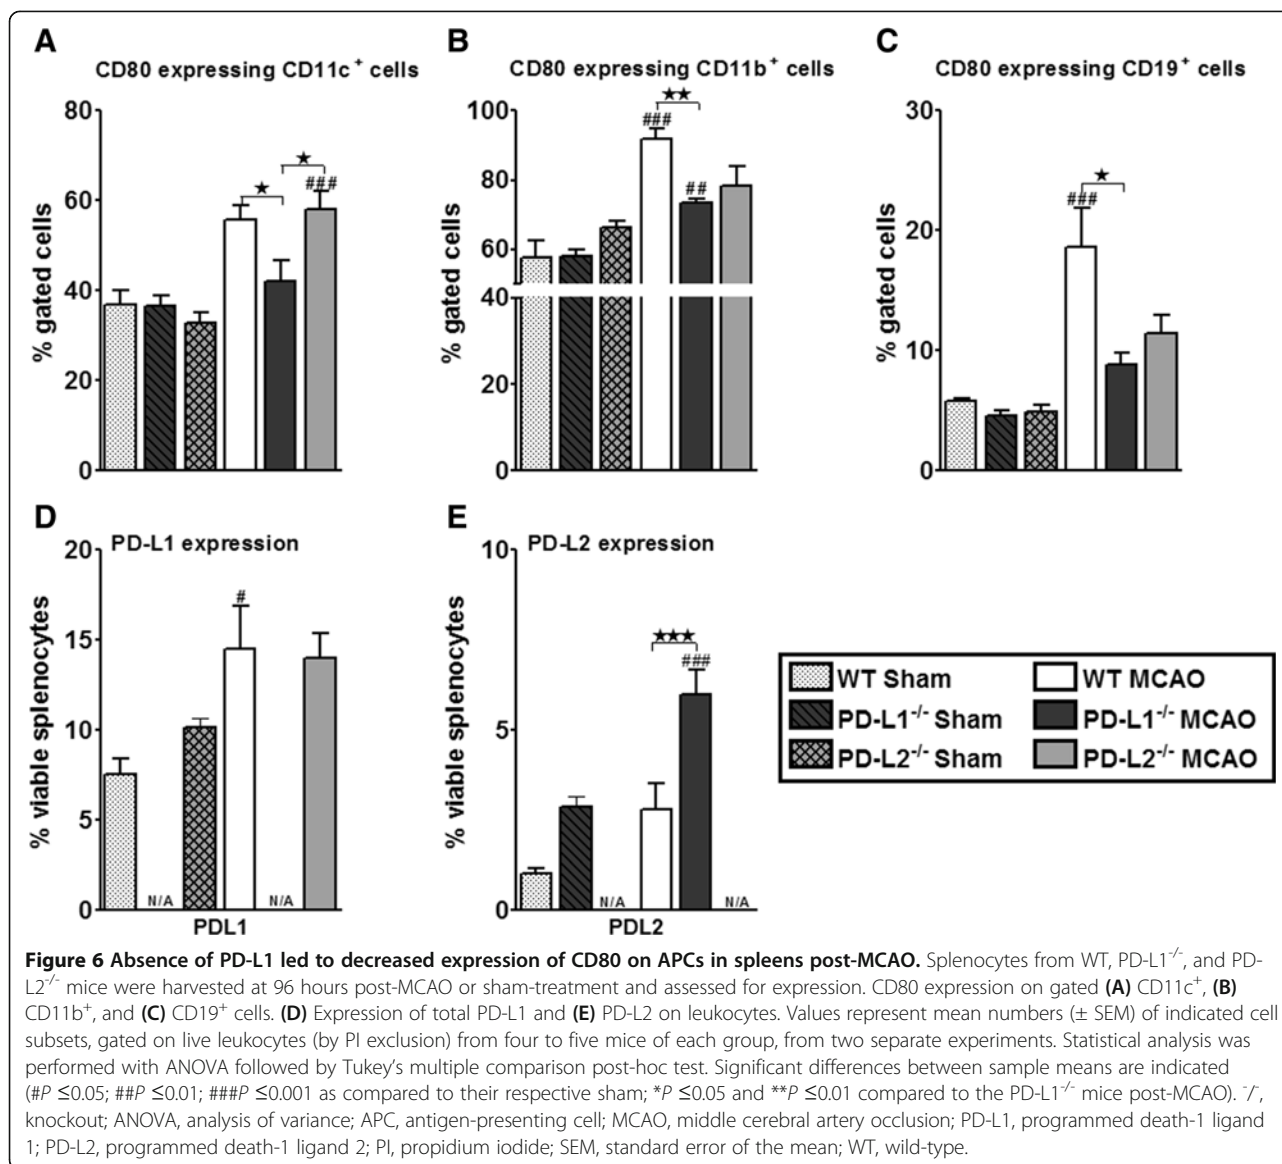 A
CD80 expressing CD11c⁺ cells
% gated cells
80
60
40
20
0
★
★
###
B
CD80 expressing CD11b⁺ cells
% gated cells
100
80
60
40
20
0
###
★★
##
C
CD80 expressing CD19⁺ cells
% gated cells
30
20
10
0
###
★
D
PD-L1 expression
% viable splenocytes
20
15
10
5
0
#
N/A
N/A
PDL1
E
PD-L2 expression
% viable splenocytes
10
5
0
★★★
###
N/A
N/A
PDL2
WT Sham
WT MCAO
PD-L1⁻/⁻ Sham
PD-L1⁻/⁻ MCAO
PD-L2⁻/⁻ Sham
PD-L2⁻/⁻ MCAO
Figure 6 Absence of PD-L1 led to decreased expression of CD80 on APCs in spleens post-MCAO. Splenocytes from WT, PD-L1⁻/⁻, and PD-
L2⁻/⁻ mice were harvested at 96 hours post-MCAO or sham-treatment and assessed for expression. CD80 expression on gated (A) CD11c⁺, (B)
CD11b⁺, and (C) CD19⁺ cells. (D) Expression of total PD-L1 and (E) PD-L2 on leukocytes. Values represent mean numbers (± SEM) of indicated cell
subsets, gated on live leukocytes (by PI exclusion) from four to five mice of each group, from two separate experiments. Statistical analysis was
performed with ANOVA followed by Tukey's multiple comparison post-hoc test. Significant differences between sample means are indicated
(#P ≤0.05; ##P ≤0.01; ###P ≤0.001 as compared to their respective sham; *P ≤0.05 and **P ≤0.01 compared to the PD-L1⁻/⁻ mice post-MCAO). ⁻/⁻,
knockout; ANOVA, analysis of variance; APC, antigen-presenting cell; MCAO, middle cerebral artery occlusion; PD-L1, programmed death-1 ligand
1; PD-L2, programmed death-1 ligand 2; PI, propidium iodide; SEM, standard error of the mean; WT, wild-type.